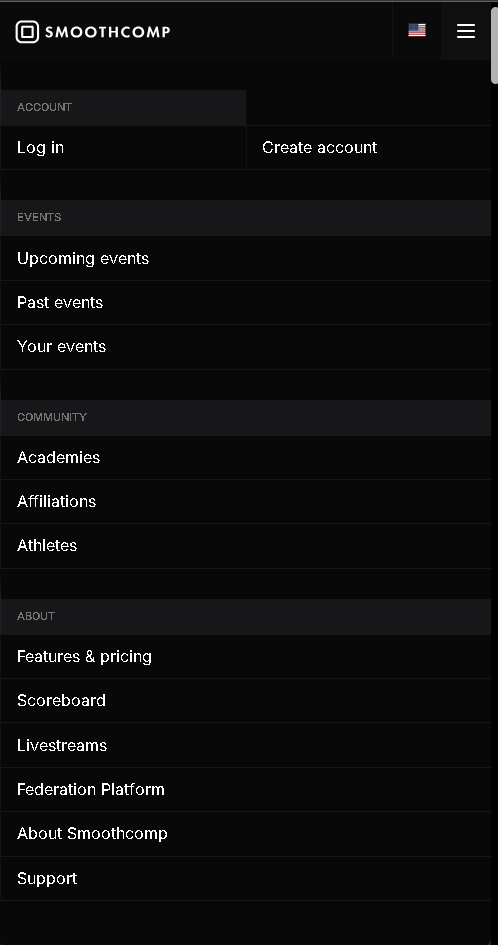 SMOOTHCOMP
ACCOUNT
Log in
Create account
EVENTS
Upcoming events
Past events
Your events
COMMUNITY
Academies
Affiliations
Athletes
ABOUT
Features & pricing
Scoreboard
Livestreams
Federation Platform
About Smoothcomp
Support